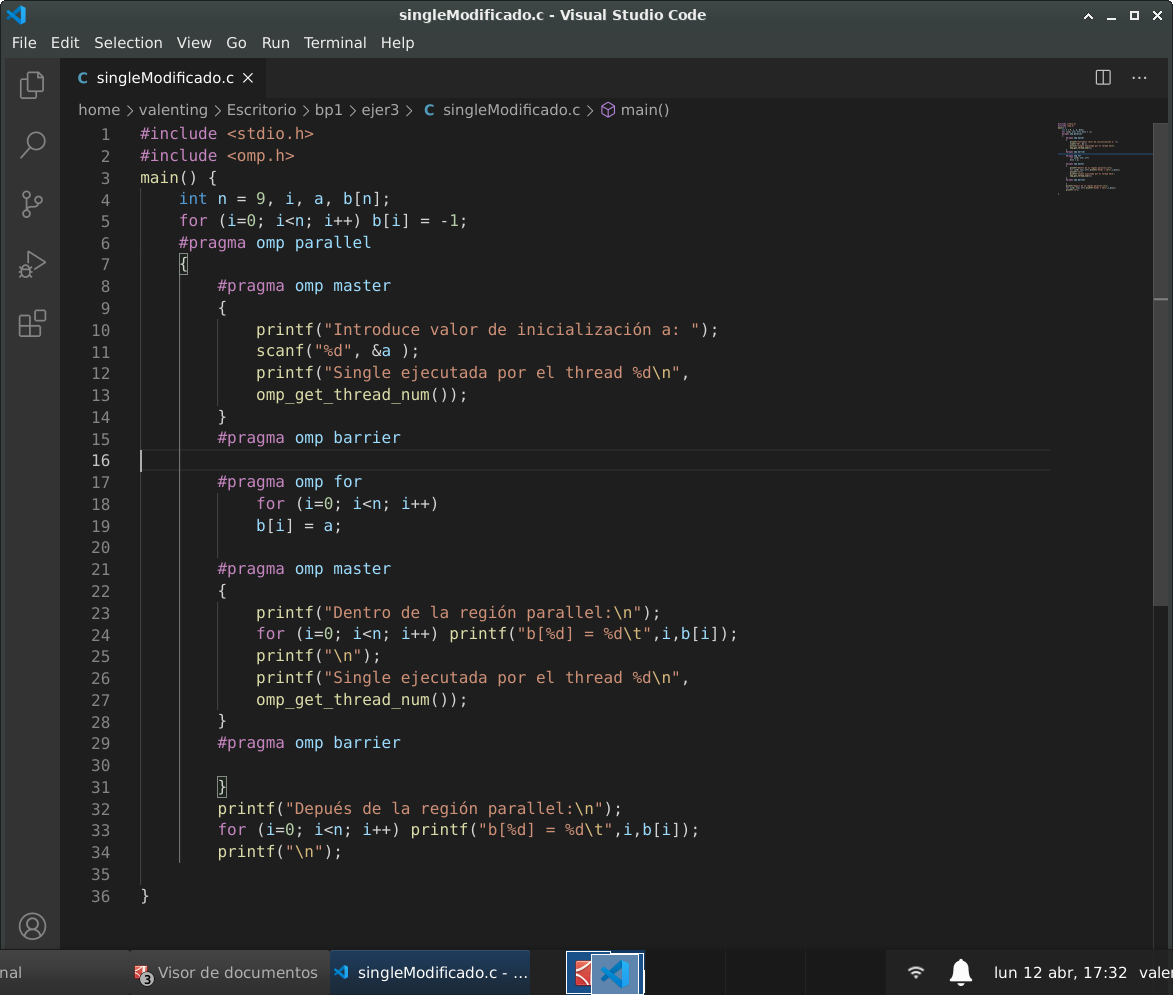 singleModificado.c - Visual Studio Code
File Edit Selection View Go Run Terminal Help
C singleModificado.c
home > valenting > Escritorio > bp1 > ejer3 > C singleModificado.c > main()
1 #include <stdio.h>
2 #include <omp.h>
3 main() {
4 int n = 9, i, a, b[n];
5 for (i=0; i<n; i++) b[i] = -1;
6 #pragma omp parallel
7 {
8 #pragma omp master
9 {
10 printf("Introduce valor de inicialización a: ");
11 scanf("%d", &a );
12 printf("Single ejecutada por el thread %d\n",
13 omp_get_thread_num());
14 }
15 #pragma omp barrier
16
17 #pragma omp for
18 for (i=0; i<n; i++)
19 b[i] = a;
20
21 #pragma omp master
22 {
23 printf("Dentro de la región parallel:\n");
24 for (i=0; i<n; i++) printf("b[%d] = %d\t",i,b[i]);
25 printf("\n");
26 printf("Single ejecutada por el thread %d\n",
27 omp_get_thread_num());
28 }
29 #pragma omp barrier
30
31 }
32 printf("Depués de la región parallel:\n");
33 for (i=0; i<n; i++) printf("b[%d] = %d\t",i,b[i]);
34 printf("\n");
35
36 }
nal 3 Visor de documentos singleModificado.c - ... lun 12 abr, 17:32 valer